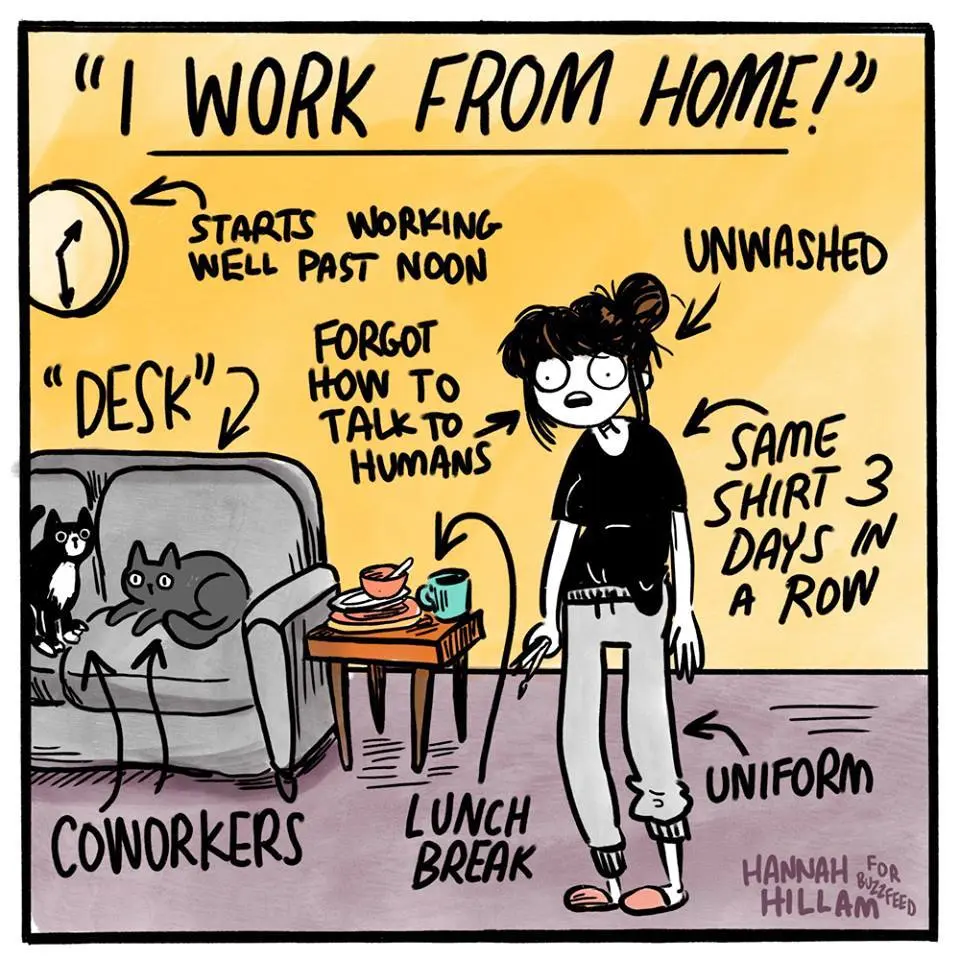 "I WORK FROM HOME!"
STARTS WORKING
WELL PAST NOON
UNWASHED
FORGOT
HOW TO
TALK TO
HUMANS
"DESK"
SAME
SHIRT 3
DAYS IN
A ROW
UNIFORM
COWORKERS
LUNCH
BREAK
HANNAH
HILLAM
FOR
BUZZFEED